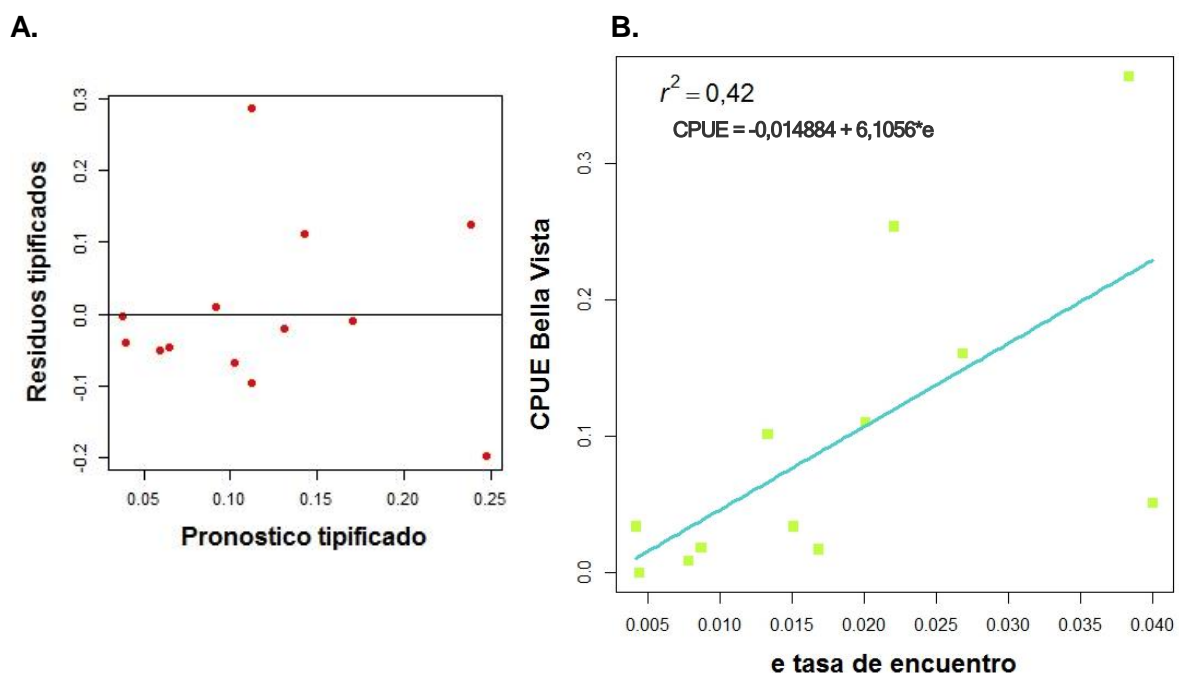 A.
B.
0.3
0.2
0.1
0.0
-0.1
-0.2
Residuos tipificados
0.05
0.10
0.15
0.20
0.25
Pronostico tipificado
r² = 0,42
CPUE = -0,014884 + 6,1056*e
0.3
0.2
0.1
0.0
CPUE Bella Vista
0.005
0.010
0.015
0.020
0.025
0.030
0.035
0.040
e tasa de encuentro